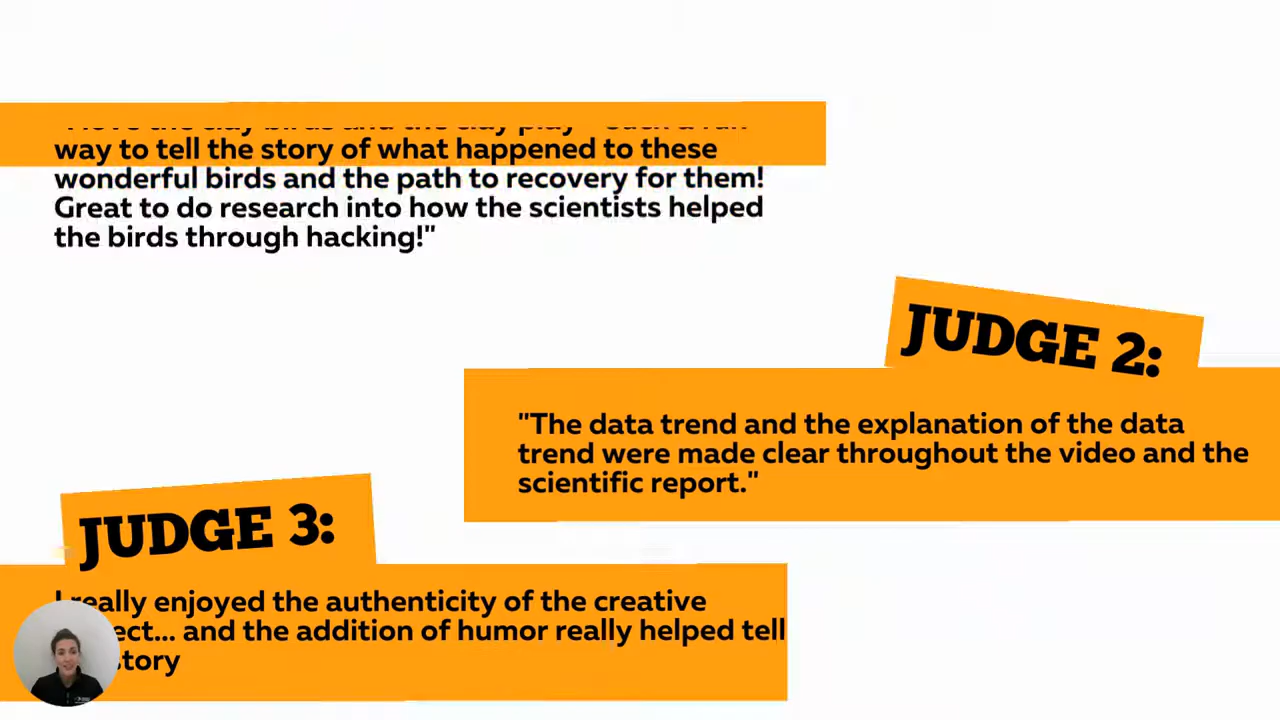 way to tell the story of what happened to these
wonderful birds and the path to recovery for them!
Great to do research into how the scientists helped
the birds through hacking!"
JUDGE 2:
"The data trend and the explanation of the data
trend were made clear throughout the video and the
scientific report."
JUDGE 3:
I really enjoyed the authenticity of the creative
and the addition of humor really helped tell
story